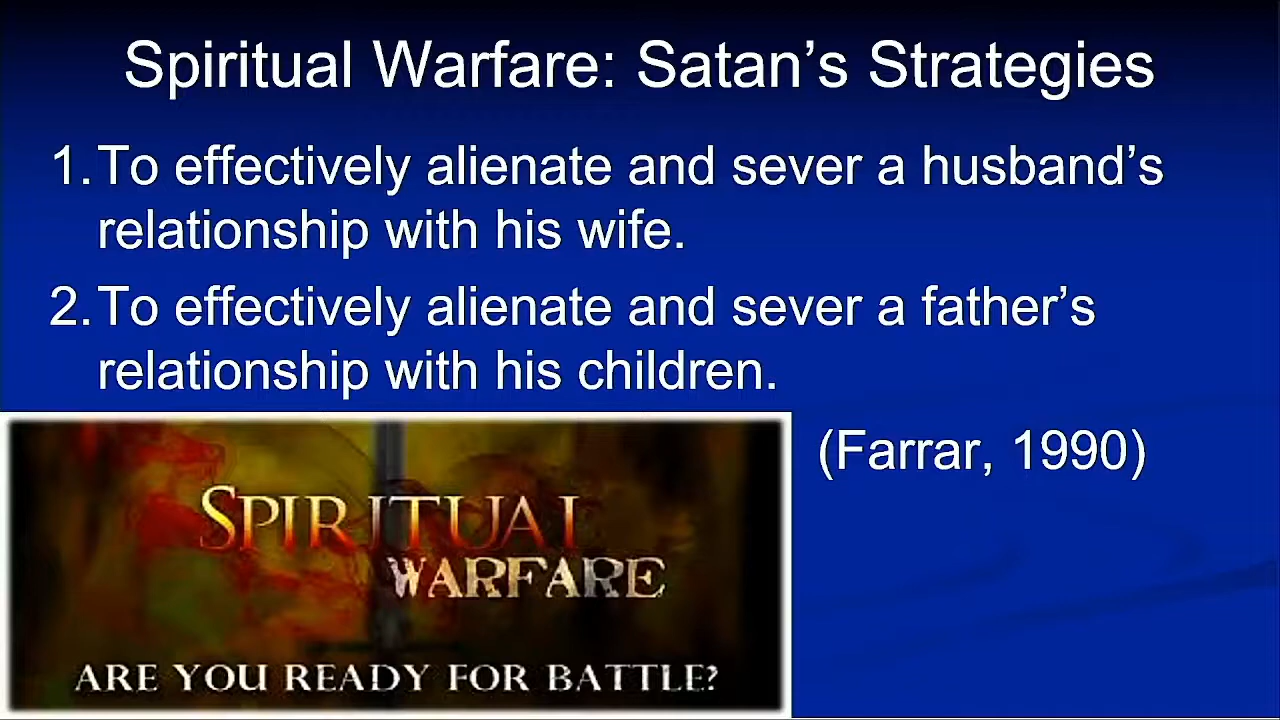 Spiritual Warfare: Satan’s Strategies
1. To effectively alienate and sever a husband’s
relationship with his wife.
2. To effectively alienate and sever a father’s
relationship with his children.
(Farrar, 1990)
SPIRITUAL
WARFARE
ARE YOU READY FOR BATTLE?